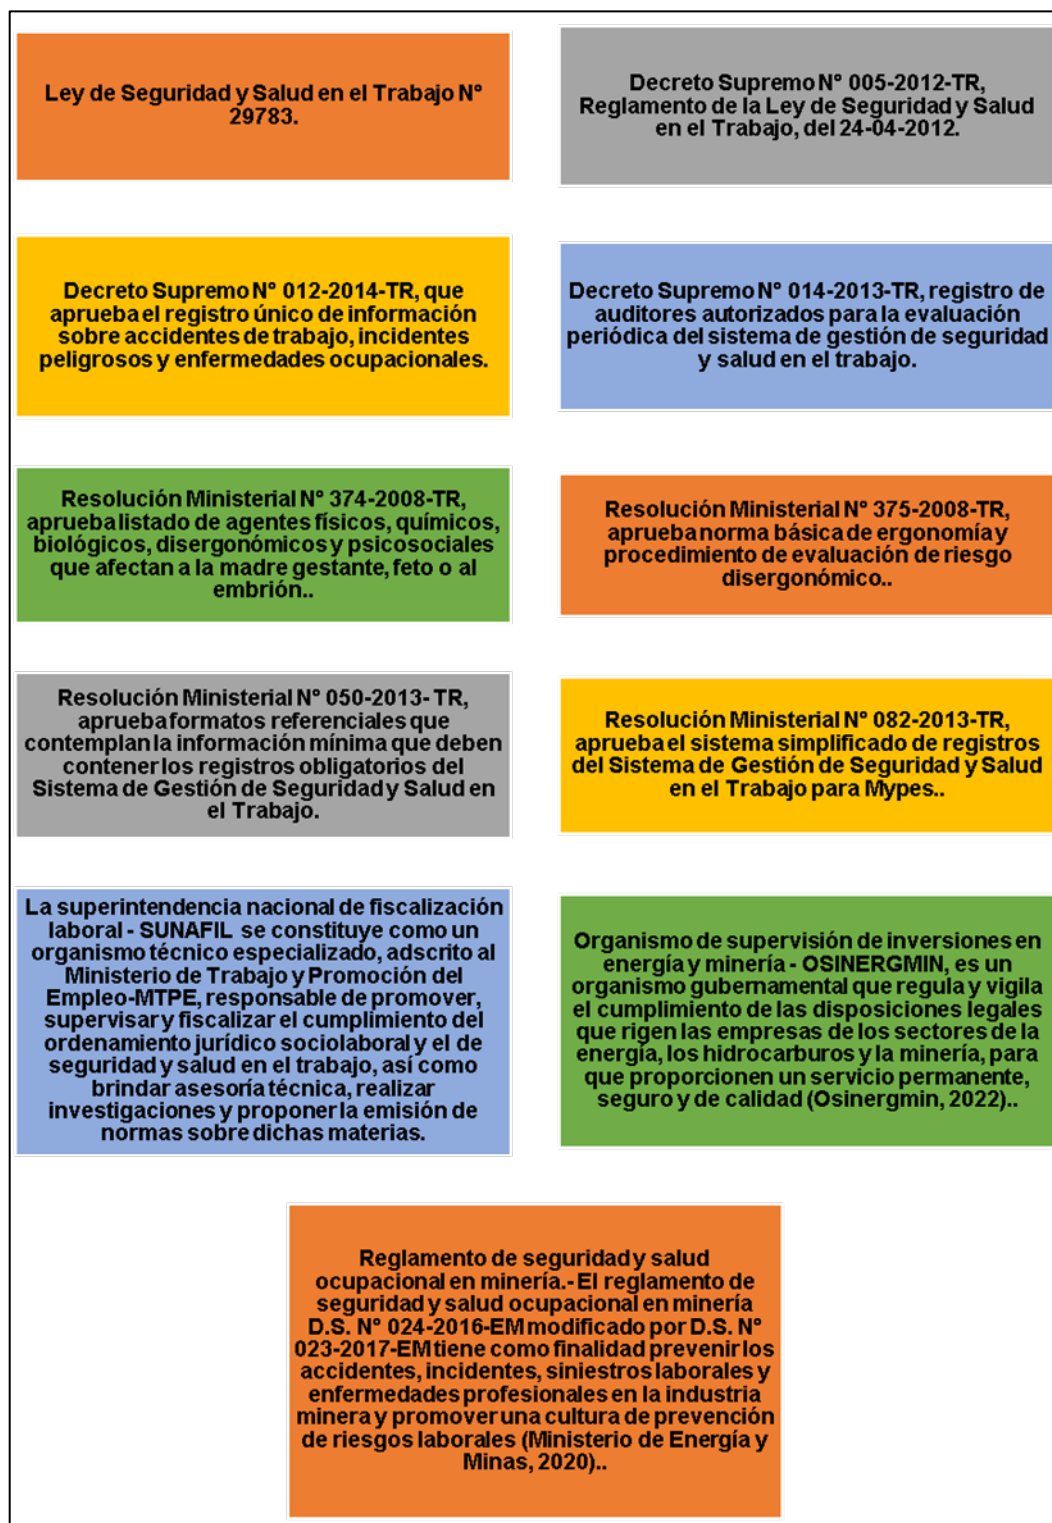 Ley de Seguridad y Salud en el Trabajo N°
29783.
Decreto Supremo N° 005-2012-TR,
Reglamento de la Ley de Seguridad y Salud
en el Trabajo, del 24-04-2012.
Decreto Supremo N° 012-2014-TR, que
aprueba el registro único de información
sobre accidentes de trabajo, incidentes
peligrosos y enfermedades ocupacionales.
Decreto Supremo N° 014-2013-TR, registro de
auditores autorizados para la evaluación
periódica del sistema de gestión de seguridad
y salud en el trabajo.
Resolución Ministerial N° 374-2008-TR,
aprueba listado de agentes físicos, químicos,
biológicos, disergonómicos y psicosociales
que afectan a la madre gestante, feto o al
embrión..
Resolución Ministerial N° 375-2008-TR,
aprueba norma básica de ergonomía y
procedimiento de evaluación de riesgo
disergonómico..
Resolución Ministerial N° 050-2013- TR,
aprueba formatos referenciales que
contemplan la información mínima que deben
contener los registros obligatorios del
Sistema de Gestión de Seguridad y Salud en
el Trabajo.
Resolución Ministerial N° 082-2013-TR,
aprueba el sistema simplificado de registros
del Sistema de Gestión de Seguridad y Salud
en el Trabajo para Mypes..
La superintendencia nacional de fiscalización
laboral - SUNAFIL se constituye como un
organismo técnico especializado, adscrito al
Ministerio de Trabajo y Promoción del
Empleo-MTPE, responsable de promover,
supervisar y fiscalizar el cumplimiento del
ordenamiento jurídico sociolaboral y el de
seguridad y salud en el trabajo, así como
brindar asesoría técnica, realizar
investigaciones y proponer la emisión de
normas sobre dichas materias.
Organismo de supervisión de inversiones en
energía y minería - OSINERGMIN, es un
organismo gubernamental que regula y vigila
el cumplimiento de las disposiciones legales
que rigen las empresas de los sectores de la
energía, los hidrocarburos y la minería, para
que proporcionen un servicio permanente,
seguro y de calidad (Osinergmin, 2022)..
Reglamento de seguridad y salud
ocupacional en minería.- El reglamento de
seguridad y salud ocupacional en minería
D.S. N° 024-2016-EM modificado por D.S. N°
023-2017-EM tiene como finalidad prevenir los
accidentes, incidentes, siniestros laborales y
enfermedades profesionales en la industria
minera y promover una cultura de prevención
de riesgos laborales (Ministerio de Energía y
Minas, 2020)..